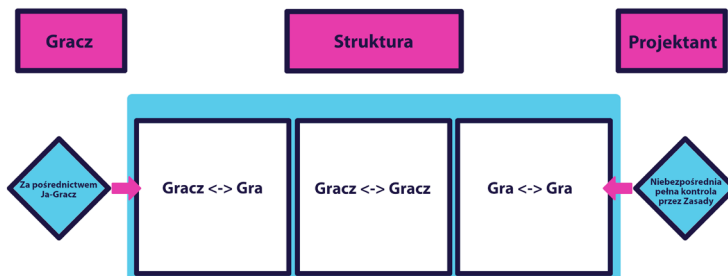 Gracz
Struktura
Projektant
Za pośrednictwem
Ja-Gracz
Gracz <-> Gra
Gracz <-> Gracz
Gra <-> Gra
Niebezpośrednia
pełna kontrola
przez Zasady